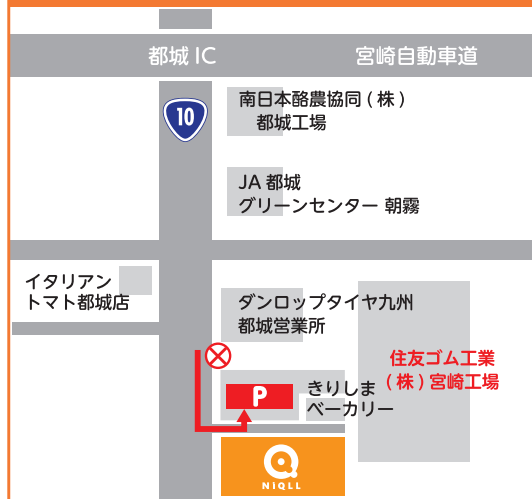 都城 IC
宮崎自動車道
10
南日本酪農協同 ( 株 )
都城工場
JA 都城
グリーンセンター 朝霧
イタリアン
トマト都城店
ダンロップタイヤ九州
都城営業所
住友ゴム工業
( 株 ) 宮崎工場
P
きりしま
ベーカリー
NIQLL